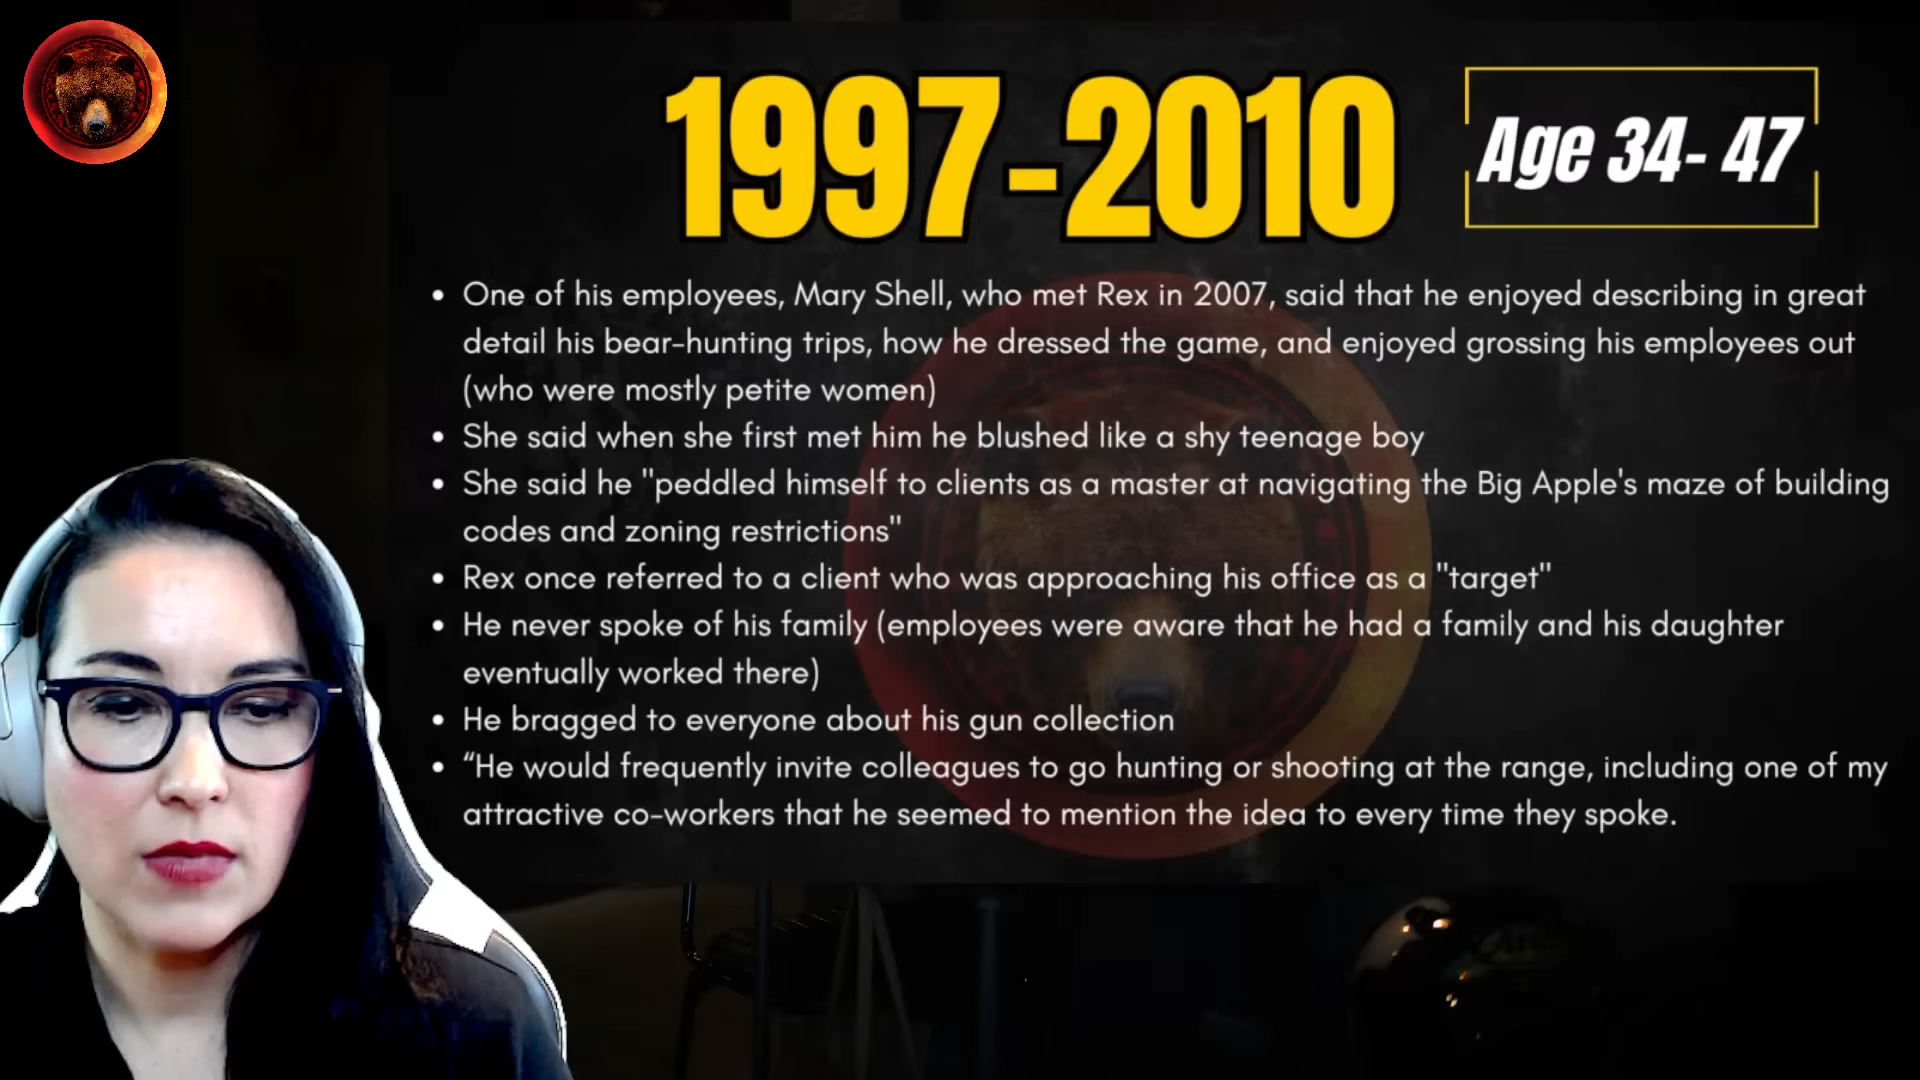 1997-2010
Age 34- 47
• One of his employees, Mary Shell, who met Rex in 2007, said that he enjoyed describing in great
detail his bear-hunting trips, how he dressed the game, and enjoyed grossing his employees out
(who were mostly petite women)
• She said when she first met him he blushed like a shy teenage boy
• She said he "peddled himself to clients as a master at navigating the Big Apple's maze of building
codes and zoning restrictions"
• Rex once referred to a client who was approaching his office as a "target"
• He never spoke of his family (employees were aware that he had a family and his daughter
eventually worked there)
• He bragged to everyone about his gun collection
• “He would frequently invite colleagues to go hunting or shooting at the range, including one of my
attractive co-workers that he seemed to mention the idea to every time they spoke.